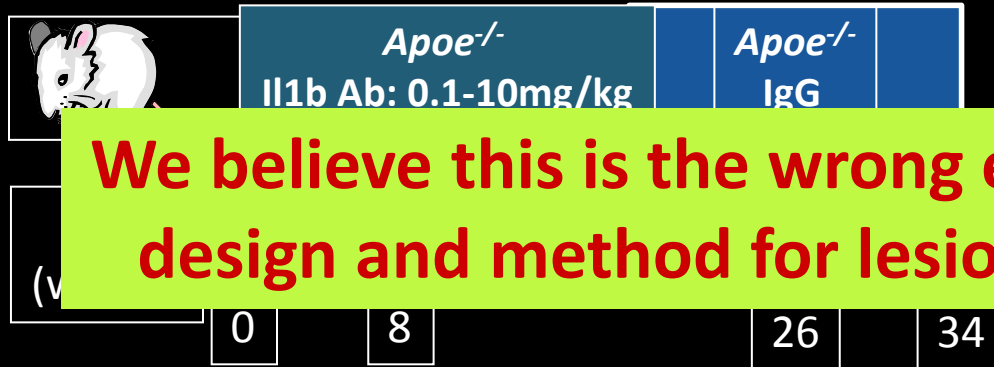 Apoe-/-
Il1b Ab: 0.1-10mg/kg
Apoe-/-
IgG
We believe this is the wrong
design and method for
0
8
26
34